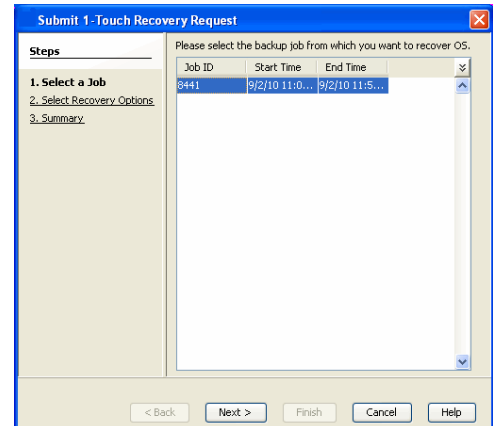 Submit 1-Touch Recovery Request
Steps
1. Select a Job
2. Select Recovery Options
3. Summary
Please select the backup job from which you want to recover OS.
Job ID Start Time End Time
8441 9/2/10 11:0... 9/2/10 11:5...
< Back Next > Finish Cancel Help